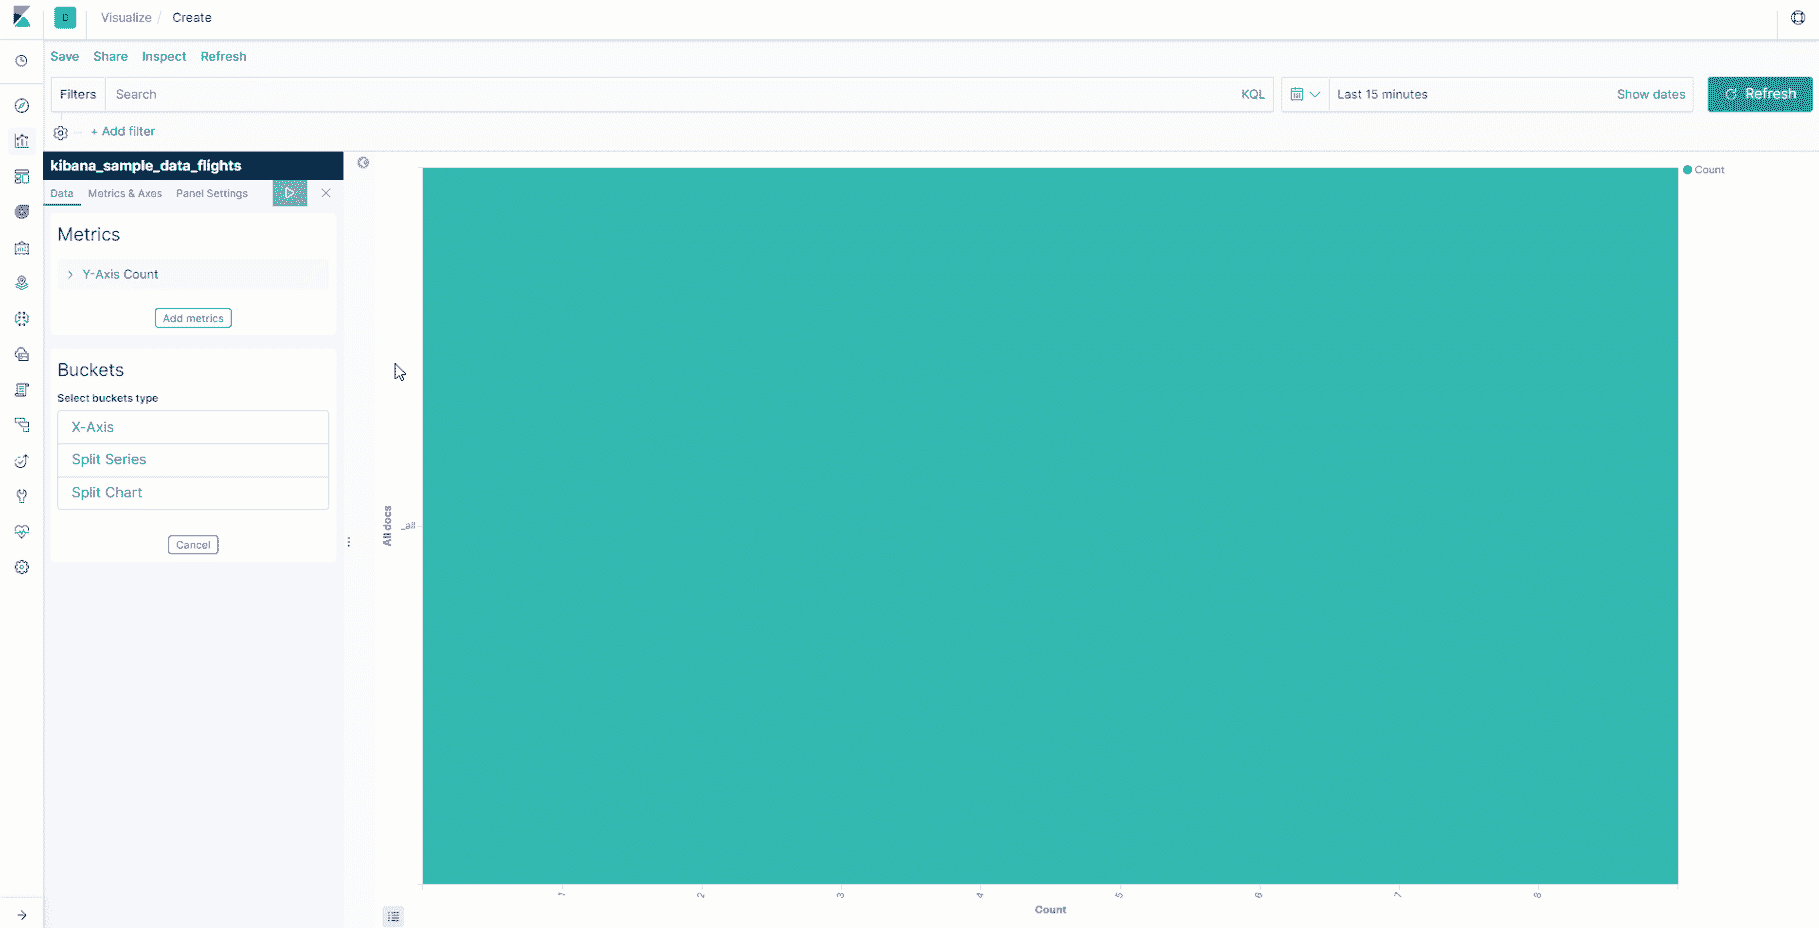 D Visualize / Create
Save Share Inspect Refresh
Filters Search KQL Last 15 minutes Show dates Refresh
+ Add filter
kibana_sample_data_flights
Data Metrics & Axes Panel Settings
Metrics
Y-Axis Count
Add metrics
Buckets
Select buckets type
X-Axis
Split Series
Split Chart
Cancel
All docs
_all
1 2 3 4 5 6 7 8
Count
Count